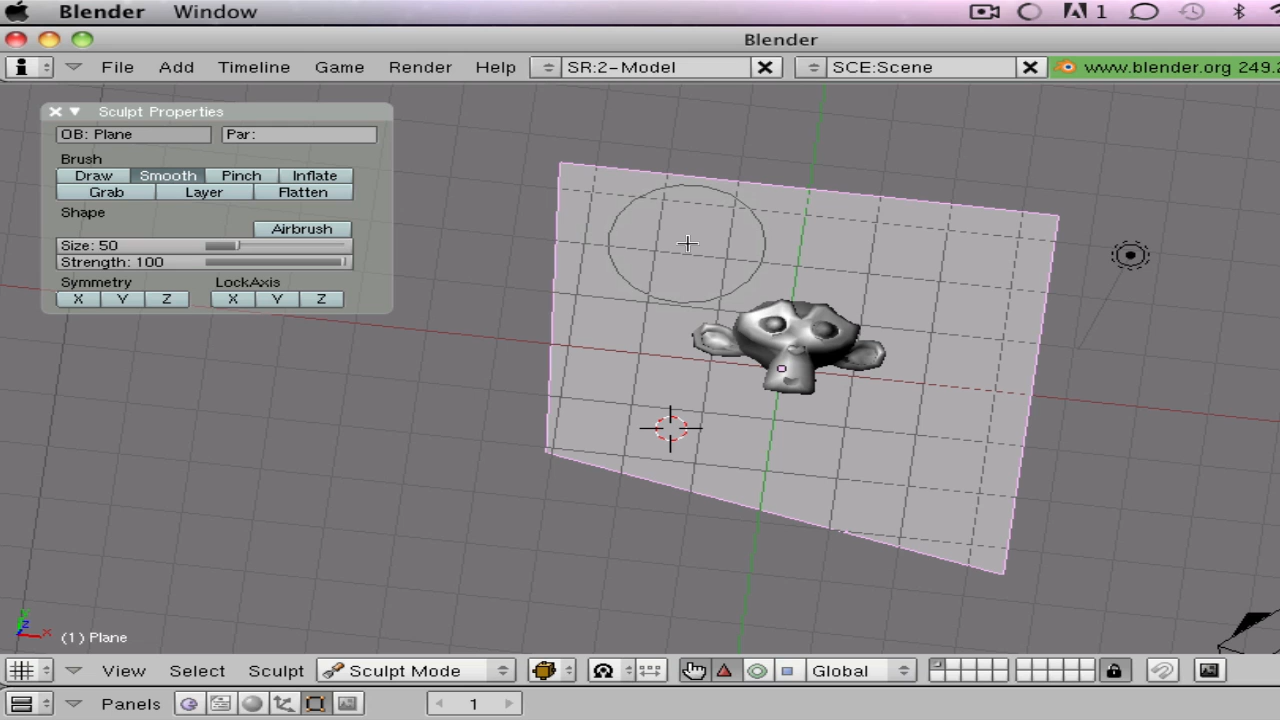 Blender Window 1
Blender
File Add Timeline Game Render Help SR:2-Model SCE:Scene www.blender.org 249.2
Sculpt Properties
OB: Plane Par:
Brush
Draw Smooth Pinch Inflate
Grab Layer Flatten
Shape
Airbrush
Size: 50
Strength: 100
Symmetry LockAxis
X Y Z X Y Z
Y
Z
X
(1) Plane
View Select Sculpt Sculpt Mode Global
Panels 1